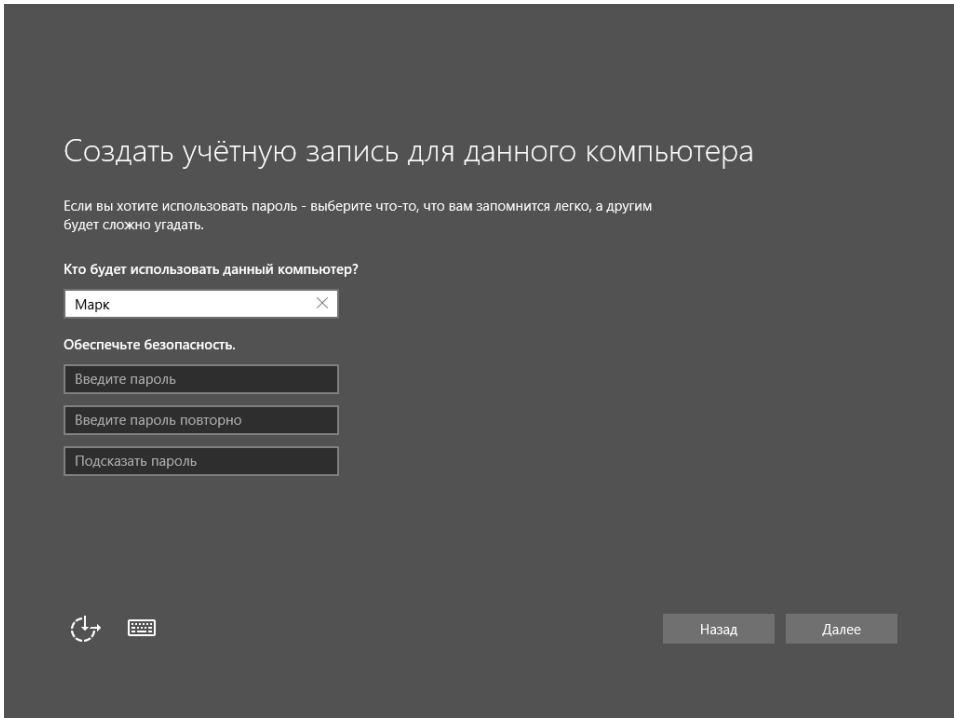 Создать учётную запись для данного компьютера
Если вы хотите использовать пароль - выберите что-то, что вам запомнится легко, а другим
будет сложно угадать.
Кто будет использовать данный компьютер?
Марк
Обеспечьте безопасность.
Введите пароль
Введите пароль повторно
Подсказать пароль
Назад Далее